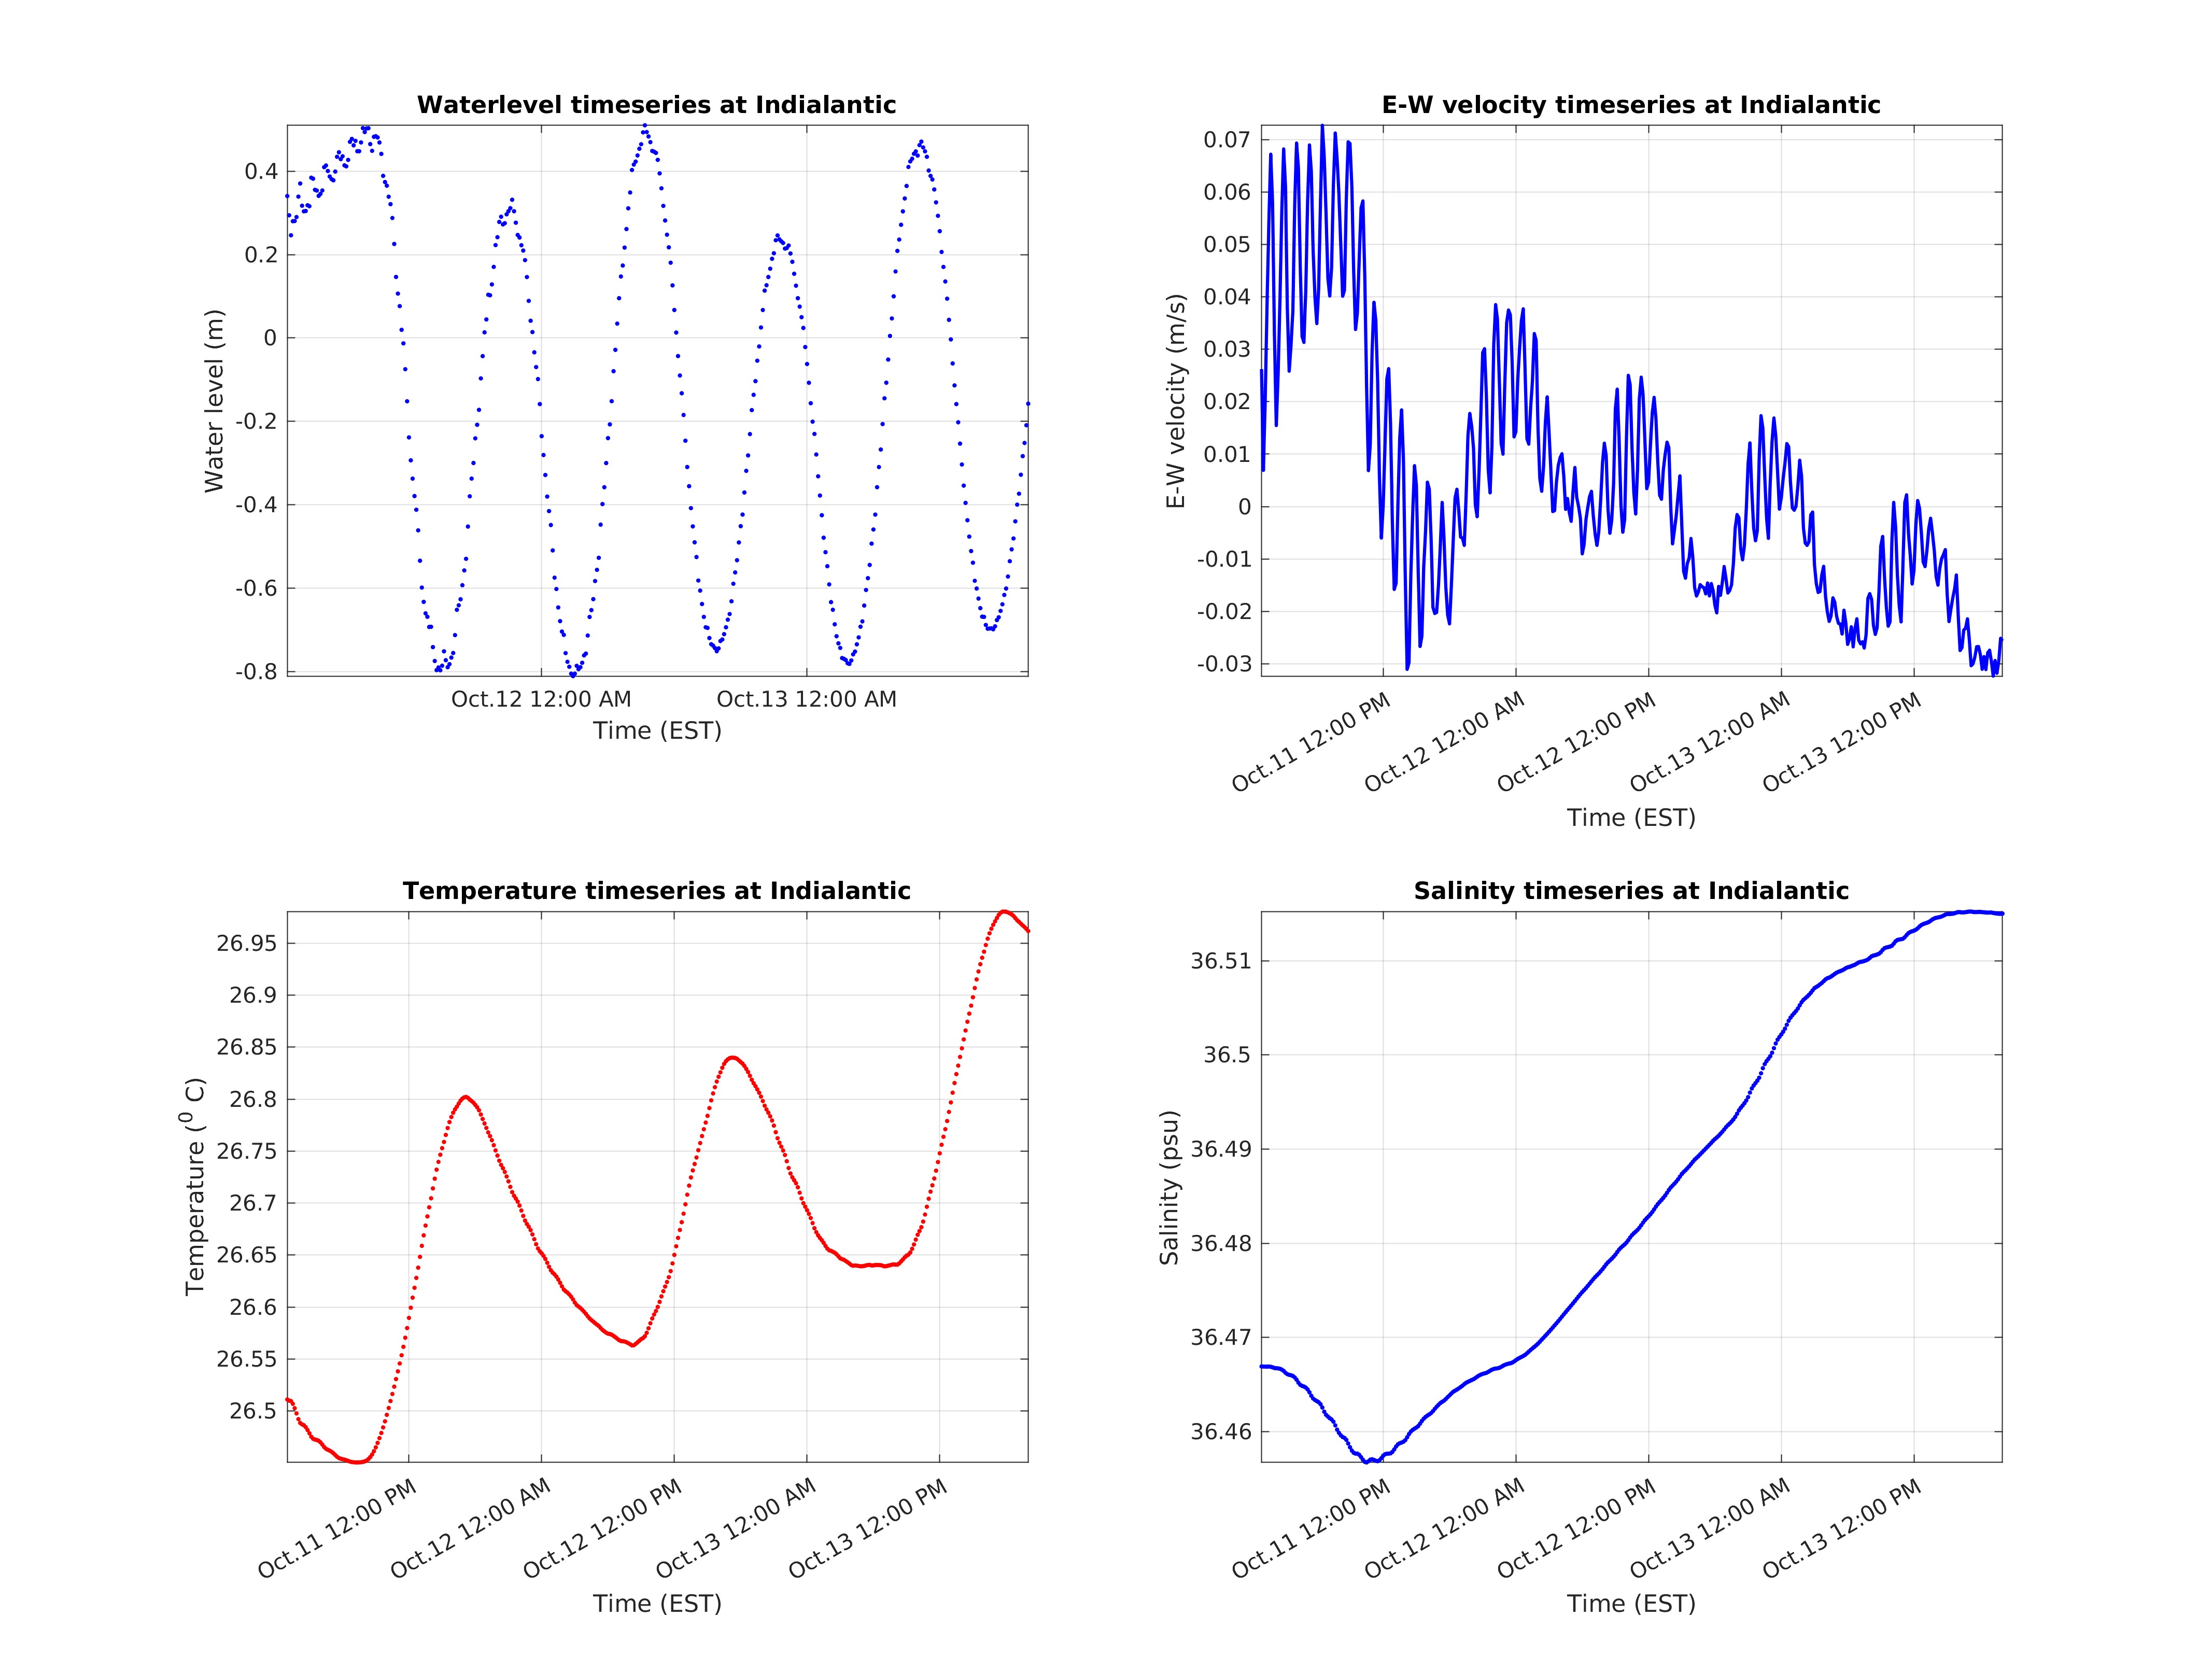 Waterlevel timeseries at Indialantic
0.4
0.2
0
-0.2
-0.4
-0.6
-0.8
Water level (m)
Oct.12 12:00 AM
Oct.13 12:00 AM
Time (EST)
E-W velocity timeseries at Indialantic
0.07
0.06
0.05
0.04
0.03
0.02
0.01
0
-0.01
-0.02
-0.03
E-W velocity (m/s)
Oct.11 12:00 PM
Oct.12 12:00 AM
Oct.12 12:00 PM
Oct.13 12:00 AM
Oct.13 12:00 PM
Time (EST)
Temperature timeseries at Indialantic
26.95
26.9
26.85
26.8
26.75
26.7
26.65
26.6
26.55
26.5
Temperature (⁰ C)
Oct.11 12:00 PM
Oct.12 12:00 AM
Oct.12 12:00 PM
Oct.13 12:00 AM
Oct.13 12:00 PM
Time (EST)
Salinity timeseries at Indialantic
36.51
36.5
36.49
36.48
36.47
36.46
Salinity (psu)
Oct.11 12:00 PM
Oct.12 12:00 AM
Oct.12 12:00 PM
Oct.13 12:00 AM
Oct.13 12:00 PM
Time (EST)